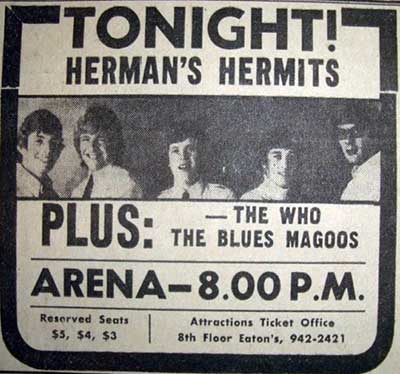 TONIGHT!
HERMAN'S HERMITS
PLUS: — THE WHO
THE BLUES MAGOOS
ARENA—8.00 P.M.
Reserved Seats
$5, $4, $3
Attractions Ticket Office
8th Floor Eaton's, 942-2421